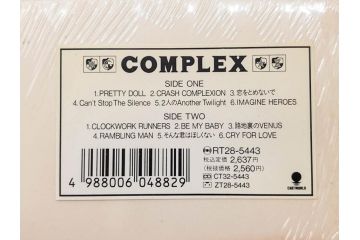 COMPLEX
SIDE ONE
1.PRETTY DOLL 2.CRASH COMPLEXION 3.恋をとめないで
4.Can't Stop The Silence 5.2人のAnother Twilight 6.IMAGINE HEROES
SIDE TWO
1.CLOCKWORK RUNNERS 2.BE MY BABY 3.路地裏のVENUS
4.RAMBLING MAN 5.そんな君はほしくない 6.CRY FOR LOVE
RT28-5443
税込定価 2,637円
(税抜価格 2,560円)
CT32-5443
ZT28-5443
4 988006 048829
EASTWORLD